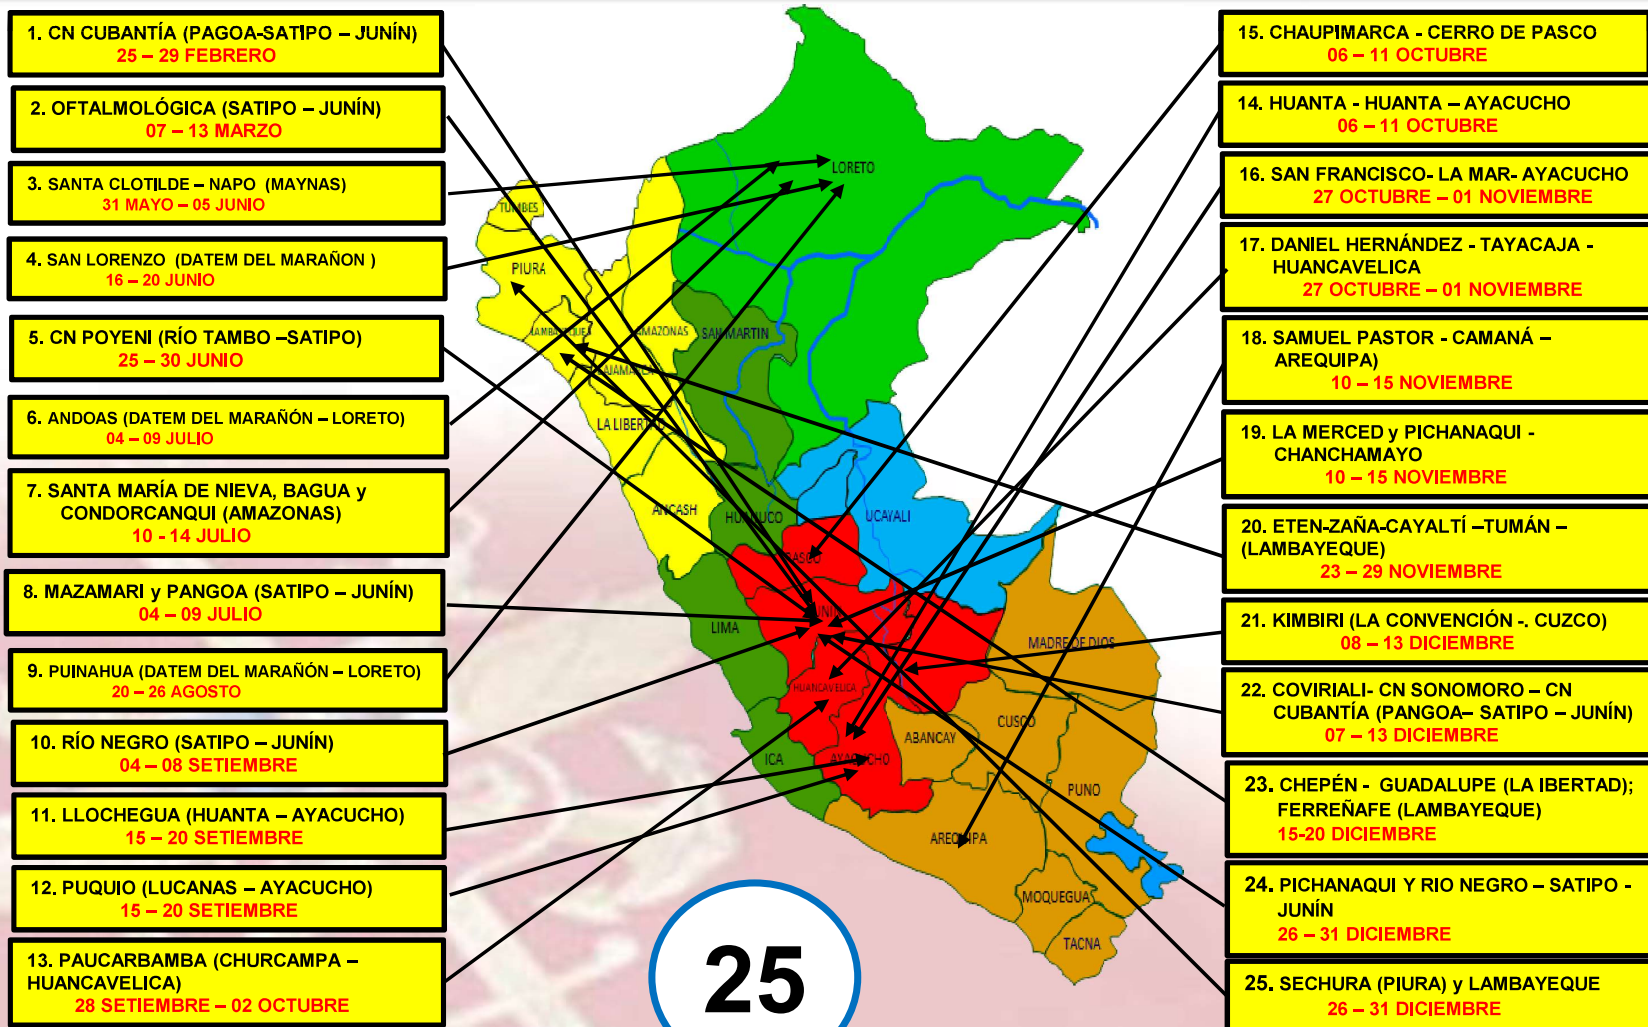 1. CN CUBANTÍA (PAGOA-SATIPO – JUNÍN)
25 – 29 FEBRERO
2. OFTALMOLÓGICA (SATIPO – JUNÍN)
07 – 13 MARZO
3. SANTA CLOTILDE – NAPO (MAYNAS)
31 MAYO – 05 JUNIO
4. SAN LORENZO (DATEM DEL MARAÑON )
16 – 20 JUNIO
5. CN POYENI (RÍO TAMBO –SATIPO)
25 – 30 JUNIO
6. ANDOAS (DATEM DEL MARAÑÓN – LORETO)
04 – 09 JULIO
7. SANTA MARÍA DE NIEVA, BAGUA y
CONDORCANQUI (AMAZONAS)
10 - 14 JULIO
8. MAZAMARI y PANGOA (SATIPO – JUNÍN)
04 – 09 JULIO
9. PUINAHUA (DATEM DEL MARAÑÓN – LORETO)
20 – 26 AGOSTO
10. RÍO NEGRO (SATIPO – JUNÍN)
04 – 08 SETIEMBRE
11. LLOCHEGUA (HUANTA – AYACUCHO)
15 – 20 SETIEMBRE
12. PUQUIO (LUCANAS – AYACUCHO)
15 – 20 SETIEMBRE
13. PAUCARBAMBA (CHURCAMPA –
HUANCAVELICA)
28 SETIEMBRE – 02 OCTUBRE
LORETO
TUMBES
PIURA
LAMBAYEQUE
AMAZONAS
SAN MARTIN
CAJAMARCA
LA LIBERTAD
ANCASH
HUANUCO
UCAYALI
PASCO
JUNIN
LIMA
MADRE DE DIOS
HUANCAVELICA
CUSCO
ABANCAY
ICA
AYACUCHO
PUNO
AREQUIPA
MOQUEGUA
TACNA
25
15. CHAUPIMARCA - CERRO DE PASCO
06 – 11 OCTUBRE
14. HUANTA - HUANTA – AYACUCHO
06 – 11 OCTUBRE
16. SAN FRANCISCO- LA MAR- AYACUCHO
27 OCTUBRE – 01 NOVIEMBRE
17. DANIEL HERNÁNDEZ - TAYACAJA -
HUANCAVELICA
27 OCTUBRE – 01 NOVIEMBRE
18. SAMUEL PASTOR - CAMANÁ –
AREQUIPA)
10 – 15 NOVIEMBRE
19. LA MERCED y PICHANAQUI -
CHANCHAMAYO
10 – 15 NOVIEMBRE
20. ETEN-ZAÑA-CAYALTÍ –TUMÁN –
(LAMBAYEQUE)
23 – 29 NOVIEMBRE
21. KIMBIRI (LA CONVENCIÓN -. CUZCO)
08 – 13 DICIEMBRE
22. COVIRIALI- CN SONOMORO – CN
CUBANTÍA (PANGOA– SATIPO – JUNÍN)
07 – 13 DICIEMBRE
23. CHEPÉN - GUADALUPE (LA IBERTAD);
FERREÑAFE (LAMBAYEQUE)
15-20 DICIEMBRE
24. PICHANAQUI Y RIO NEGRO – SATIPO -
JUNÍN
26 – 31 DICIEMBRE
25. SECHURA (PIURA) y LAMBAYEQUE
26 – 31 DICIEMBRE